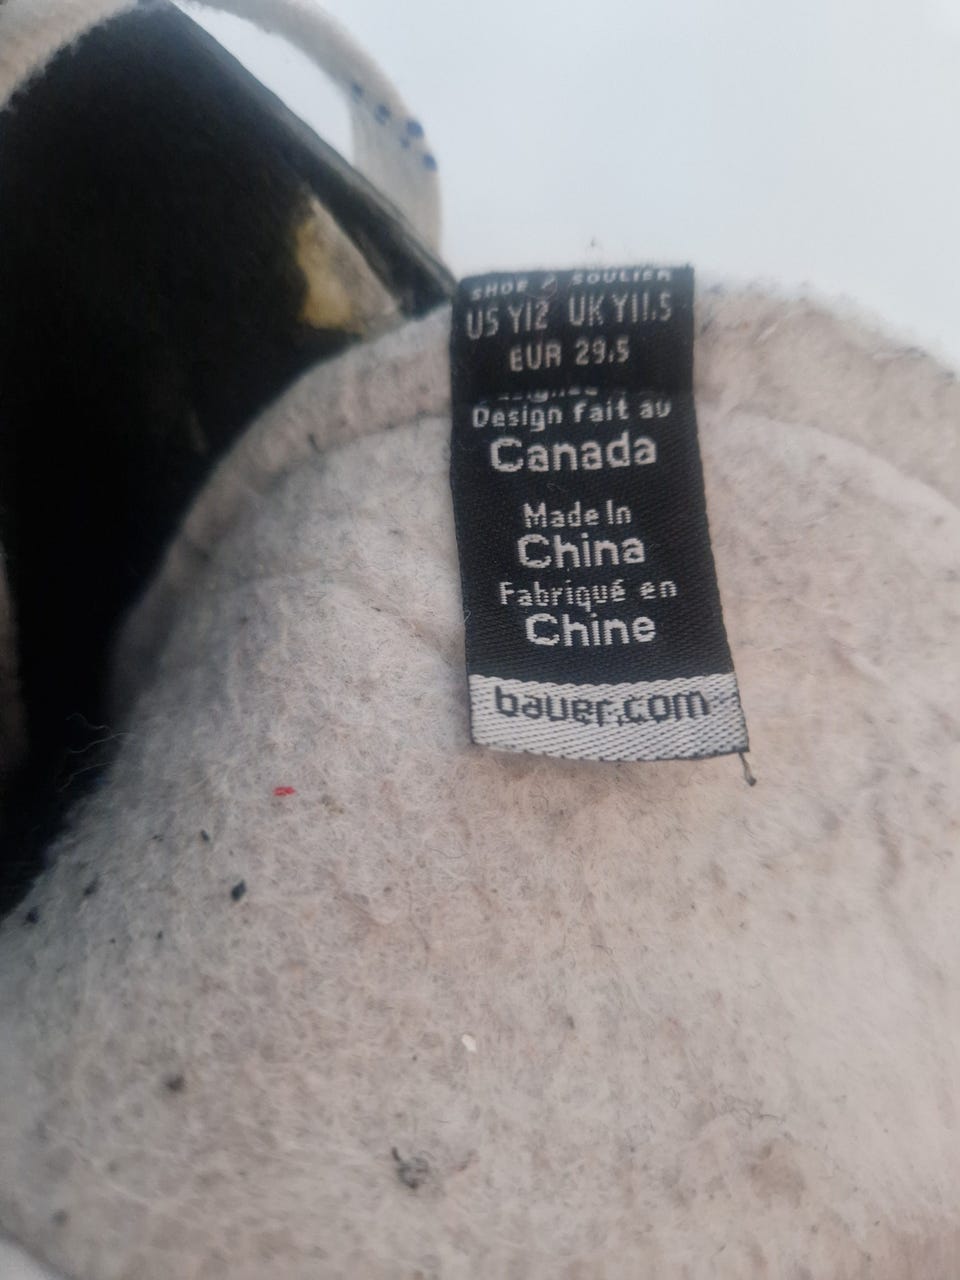 SHOE / SOULIER
US Y12 UK Y11.5
EUR 29.5
Design fait au
Canada
Made In
China
Fabriqué en
Chine
bauer.com